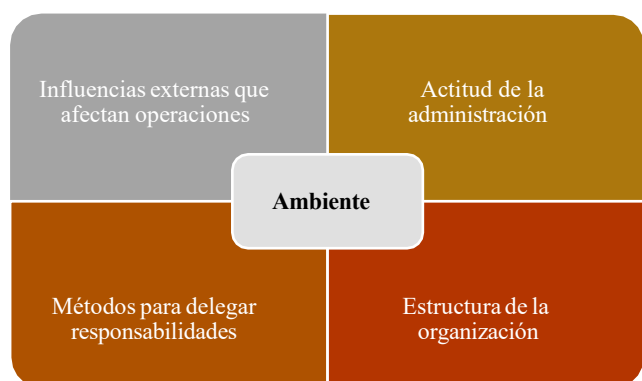 Influencias externas que
afectan operaciones
Actitud de la
administración
Ambiente
Métodos para delegar
responsabilidades
Estructura de la
organización